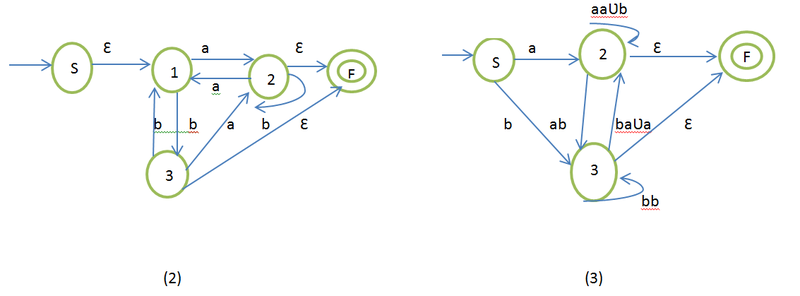 aaUb
ε a ε a ε
S 1 2 F S 2 F
a
b b a b ε b ab baUa ε
3 3
bb
(2) (3)